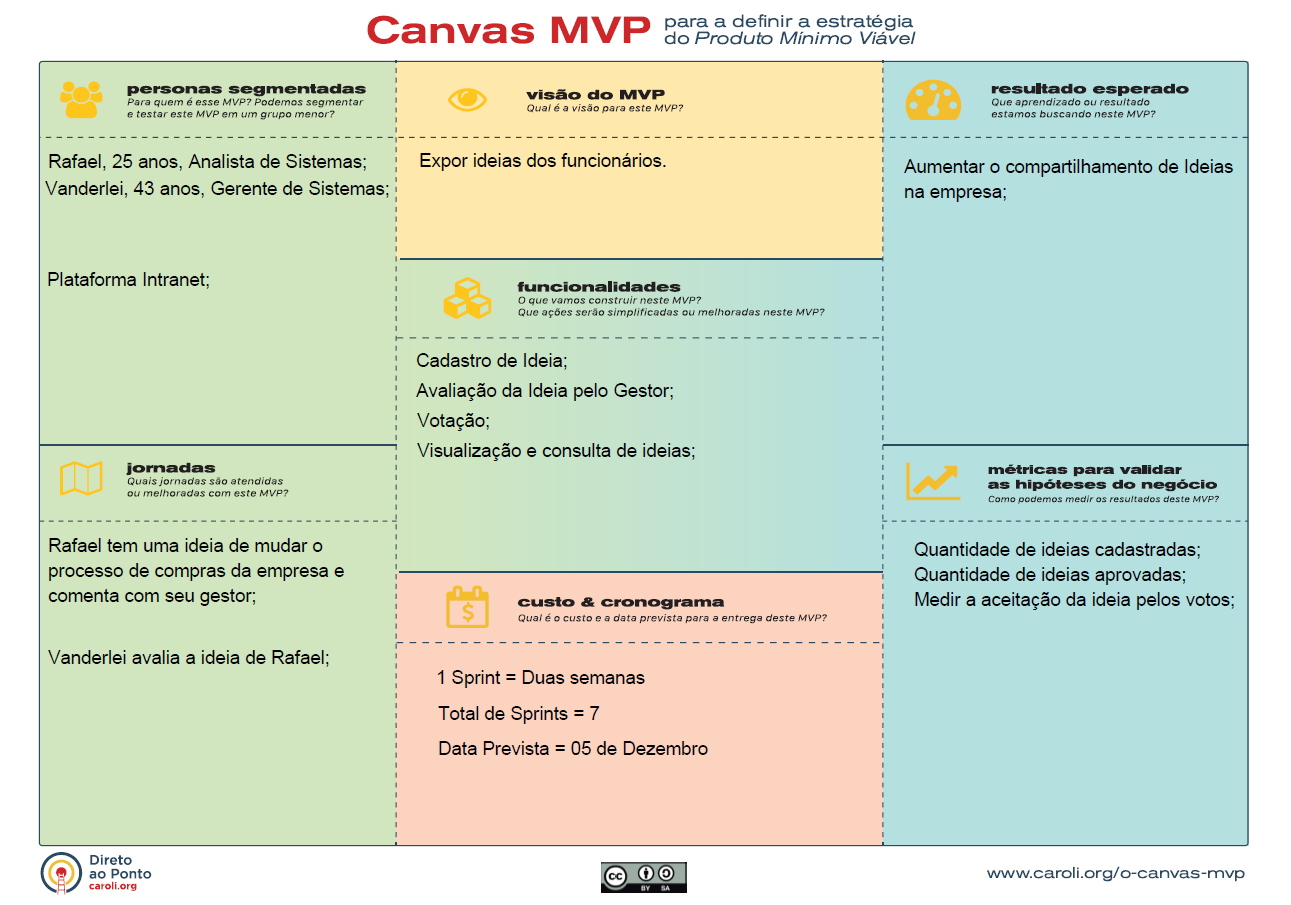 Canvas MVP
para a definir a estratégia
do Produto Mínimo Viável
personas segmentadas
Para quem é esse MVP? Podemos segmentar
e testar este MVP em um grupo menor?
Rafael, 25 anos, Analista de Sistemas;
Vanderlei, 43 anos, Gerente de Sistemas;
Plataforma Intranet;
jornadas
Quais jornadas são atendidas
ou melhoradas com este MVP?
Rafael tem uma ideia de mudar o
processo de compras da empresa e
comenta com seu gestor;
Vanderlei avalia a ideia de Rafael;
visão do MVP
Qual é a visão para este MVP?
Expor ideias dos funcionários.
funcionalidades
O que vamos construir neste MVP?
Que ações serão simplificadas ou melhoradas neste MVP?
Cadastro de Ideia;
Avaliação da Ideia pelo Gestor;
Votação;
Visualização e consulta de ideias;
custo & cronograma
Qual é o custo e a data prevista para a entrega deste MVP?
1 Sprint = Duas semanas
Total de Sprints = 7
Data Prevista = 05 de Dezembro
resultado esperado
Que aprendizado ou resultado
estamos buscando neste MVP?
Aumentar o compartilhamento de Ideias
na empresa;
métricas para validar
as hipóteses do negócio
Como podemos medir os resultados deste MVP?
Quantidade de ideias cadastradas;
Quantidade de ideias aprovadas;
Medir a aceitação da ideia pelos votos;
Direto
ao Ponto
caroli.org
cc
BY SA
www.caroli.org/o-canvas-mvp